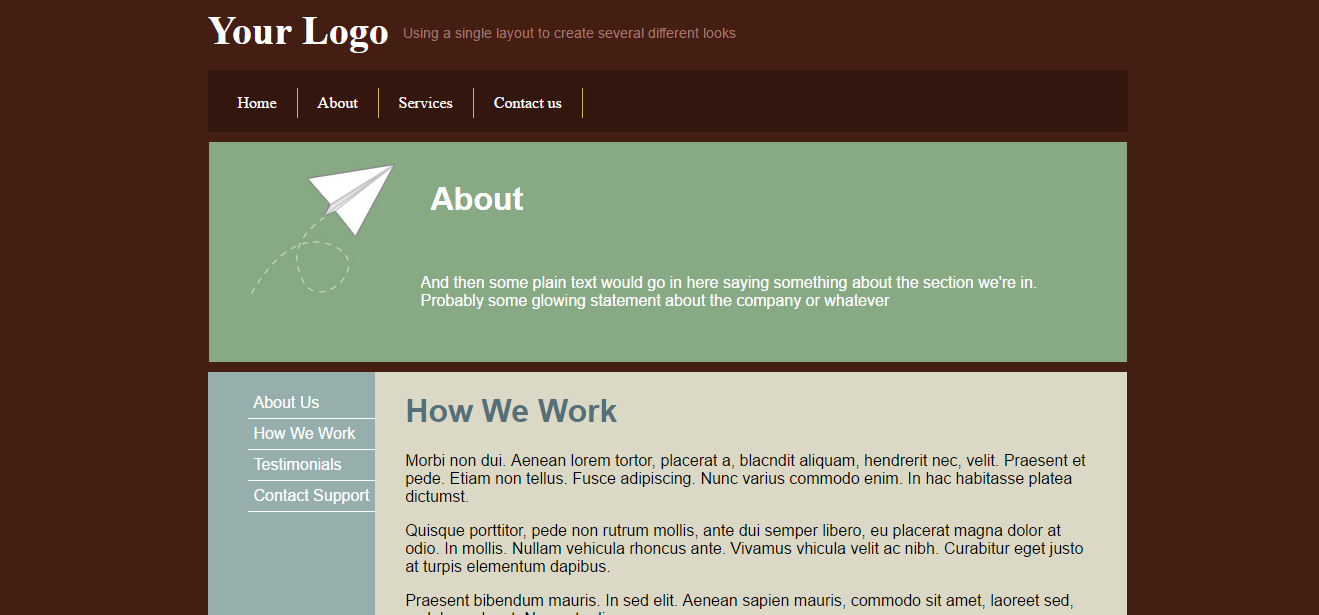 Your Logo Using a single layout to create several different looks
Home About Services Contact us
About
And then some plain text would go in here saying something about the section we're in.
Probably some glowing statement about the company or whatever
About Us
How We Work
Testimonials
Contact Support
How We Work
Morbi non dui. Aenean lorem tortor, placerat a, blacndit aliquam, hendrerit nec, velit. Praesent et
pede. Etiam non tellus. Fusce adipiscing. Nunc varius commodo enim. In hac habitasse platea
dictumst.
Quisque porttitor, pede non rutrum mollis, ante dui semper libero, eu placerat magna dolor at
odio. In mollis. Nullam vehicula rhoncus ante. Vivamus vhicula velit ac nibh. Curabitur eget justo
at turpis elementum dapibus.
Praesent bibendum mauris. In sed elit. Aenean sapien mauris, commodo sit amet, laoreet sed,